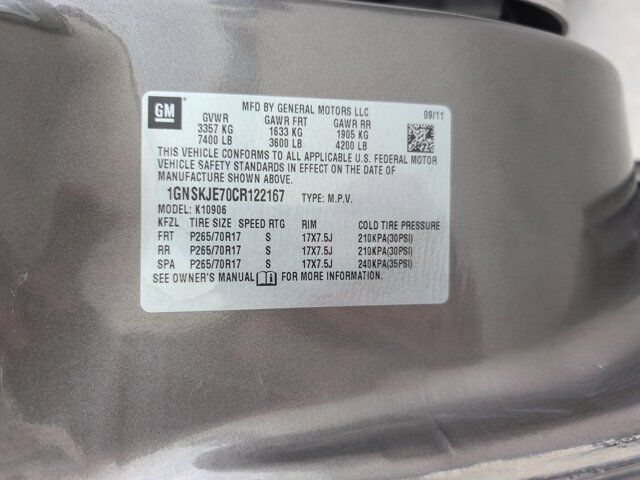 GM
MFD BY GENERAL MOTORS LLC
09/11
GVWR GAWR FRT GAWR RR
3357 KG 1633 KG 1905 KG
7400 LB 3600 LB 4200 LB
THIS VEHICLE CONFORMS TO ALL APPLICABLE U.S. FEDERAL MOTOR
VEHICLE SAFETY STANDARDS IN EFFECT ON THE DATE OF
MANUFACTURE SHOWN ABOVE.
1GNSKJE70CR122167 TYPE: M.P.V.
MODEL: K10906
KFZL TIRE SIZE SPEED RTG RIM COLD TIRE PRESSURE
FRT P265/70R17 S 17X7.5J 210KPA(30PSI)
RR P265/70R17 S 17X7.5J 210KPA(30PSI)
SPA P265/70R17 S 17X7.5J 240KPA(35PSI)
SEE OWNER'S MANUAL FOR MORE INFORMATION.